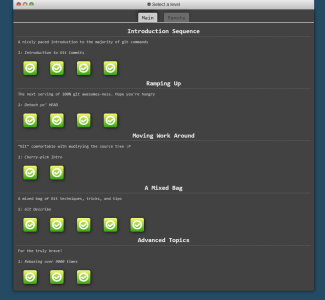 Select a level
Main
Remote
Introduction Sequence
A nicely paced introduction to the majority of git commands
1: Introduction to Git Commits
Ramping Up
The next serving of 100% git awesomes-ness. Hope you're hungry
1: Detach yo' HEAD
Moving Work Around
"Git" comfortable with modifying the source tree :P
1: Cherry-pick Intro
A Mixed Bag
A mixed bag of Git techniques, tricks, and tips
5: Git Describe
Advanced Topics
For the truly brave!
1: Rebasing over 9000 times